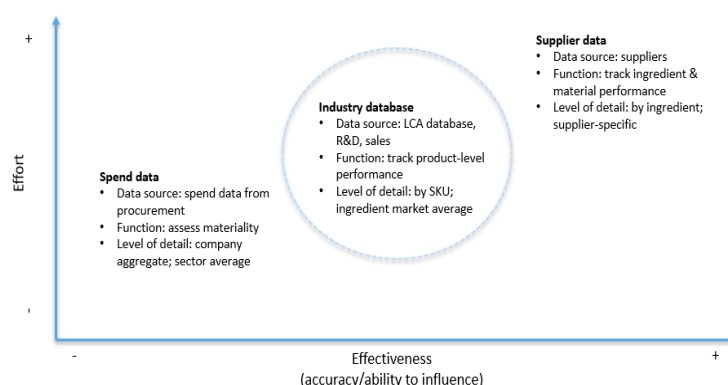 +
Effort
-
Spend data
• Data source: spend data from
procurement
• Function: assess materiality
• Level of detail: company
aggregate; sector average
Industry database
• Data source: LCA database,
R&D, sales
• Function: track product-level
performance
• Level of detail: by SKU;
ingredient market average
Supplier data
• Data source: suppliers
• Function: track ingredient &
material performance
• Level of detail: by ingredient;
supplier-specific
-
Effectiveness
(accuracy/ability to influence)
+